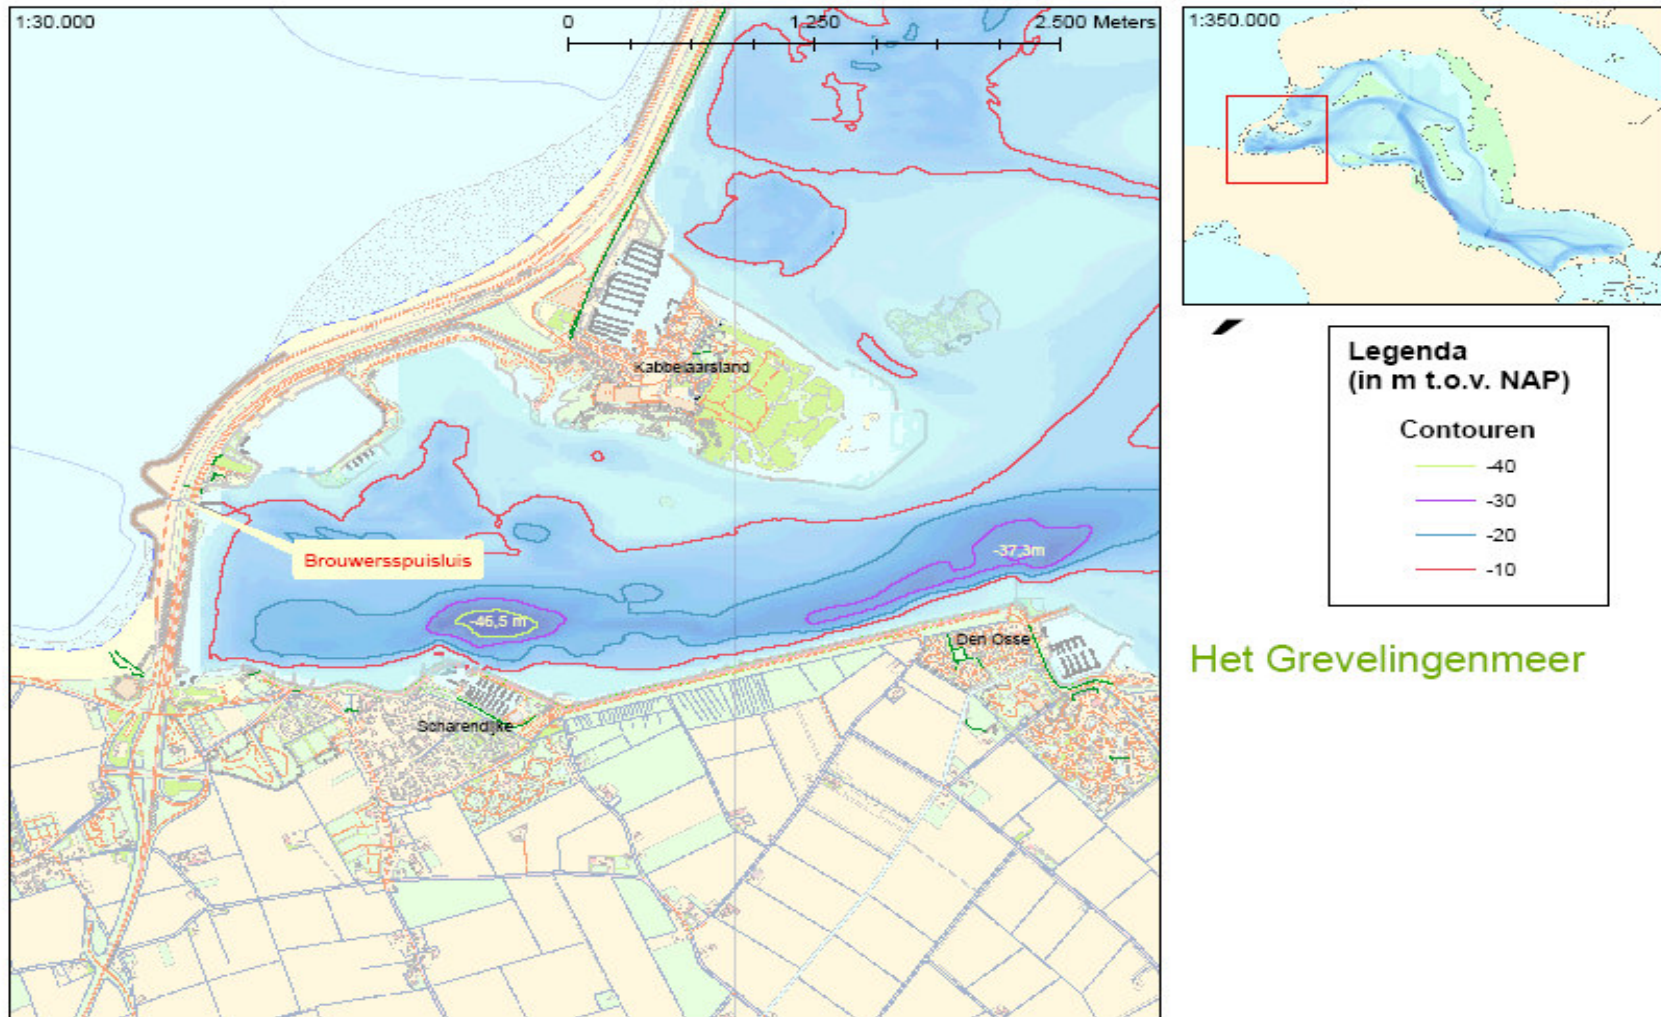 1:30.000
0 1.250 2.500 Meters
1:350.000
Kabbelaarsland
Brouwersspuisluis
-46,5 m
-37,3m
Den Osse
Scharendijke
Legenda
(in m t.o.v. NAP)
Contouren
-40
-30
-20
-10
Het Grevelingenmeer